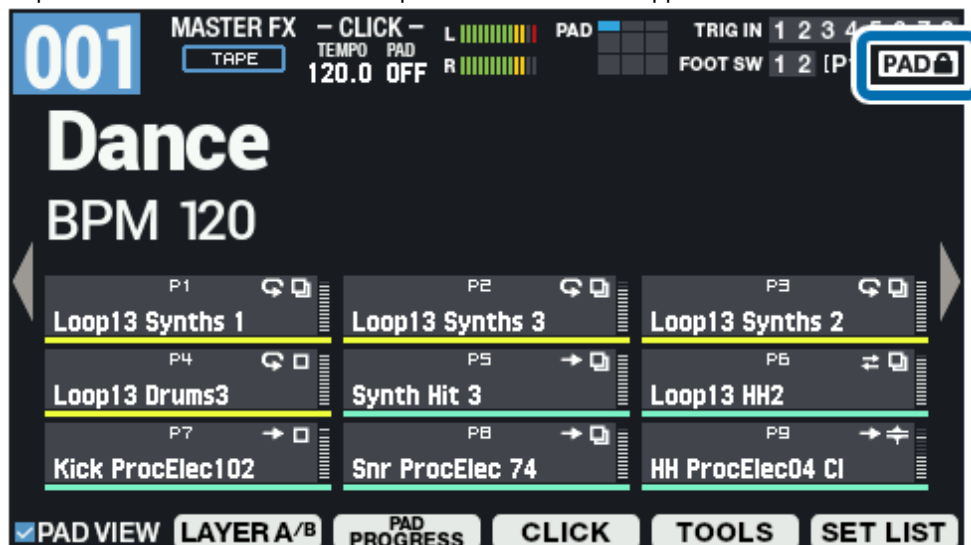 001 MASTER FX – CLICK – L PAD TRIG IN 1 2 3
TAPE TEMPO PAD
120.0 OFF R FOOT SW 1 2 PAD
Dance
BPM 120
P1 P2 P3
Loop13 Synths 1 Loop13 Synths 3 Loop13 Synths 2
P4 P5 P6
Loop13 Drums3 Synth Hit 3 Loop13 HH2
P7 P8 P9
Kick ProcElec102 Snr ProcElec 74 HH ProcElec04 Cl
PAD VIEW LAYER A/B PAD PROGRESS CLICK TOOLS SET LIST